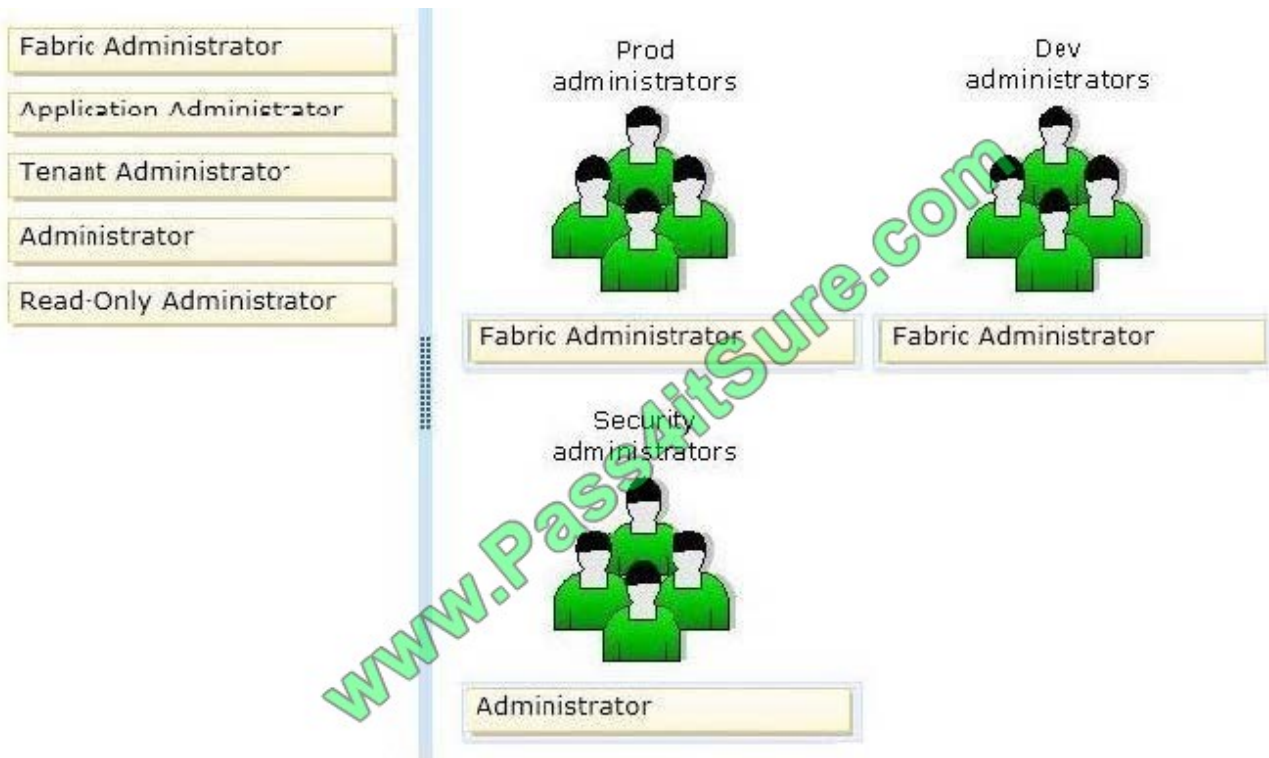 Fabric Administrator
Application Administrator
Tenant Administrator
Administrator
Read-Only Administrator
Prod
administrators
Dev
administrators
Fabric Administrator
Fabric Administrator
Security
administrators
Administrator
www.Pass4itSure.com